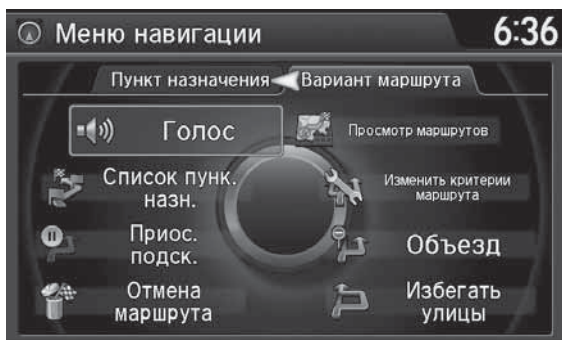 Меню навигации
6:36
Пункт назначения
Вариант маршрута
Голос
Просмотр маршрутов
Список пунк.
назн.
Изменить критерии
маршрута
Приос.
подск.
Объезд
Отмена
маршрута
Избегать
улицы